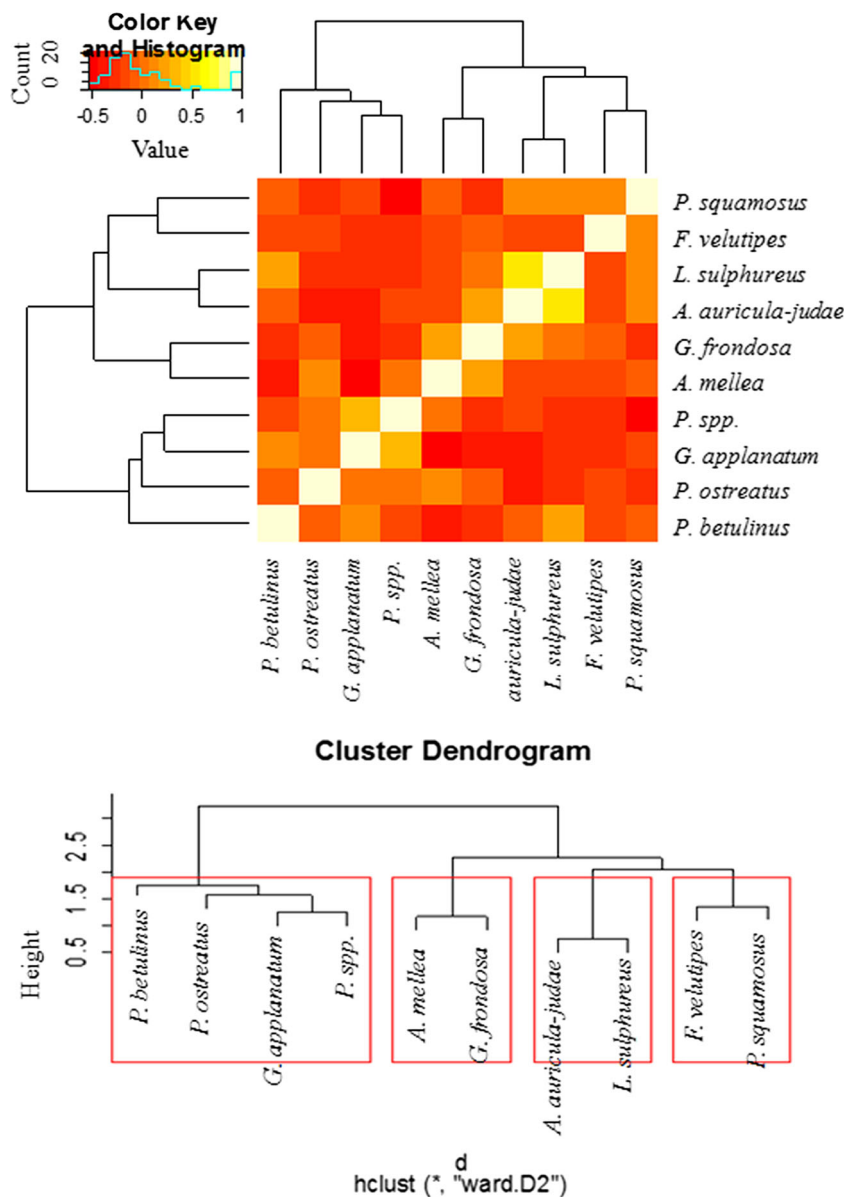 Color Key
and Histogram
Count
0 20
-0.5 0 0.5 1
Value
P. squamosus
F. velutipes
L. sulphureus
A. auricula-judae
G. frondosa
A. mellea
P. spp.
G. applanatum
P. ostreatus
P. betulinus
P. betulinus
P. ostreatus
G. applanatum
P. spp.
A. mellea
G. frondosa
auricula-judae
L. sulphureus
F. velutipes
P. squamosus
Cluster Dendrogram
Height
0.5 1.5 2.5
P. betulinus
P. ostreatus
G. applanatum
P. spp.
A. mellea
G. frondosa
A. auricula-judae
L. sulphureus
F. velutipes
P. squamosus
d
hclust (*, "ward.D2")